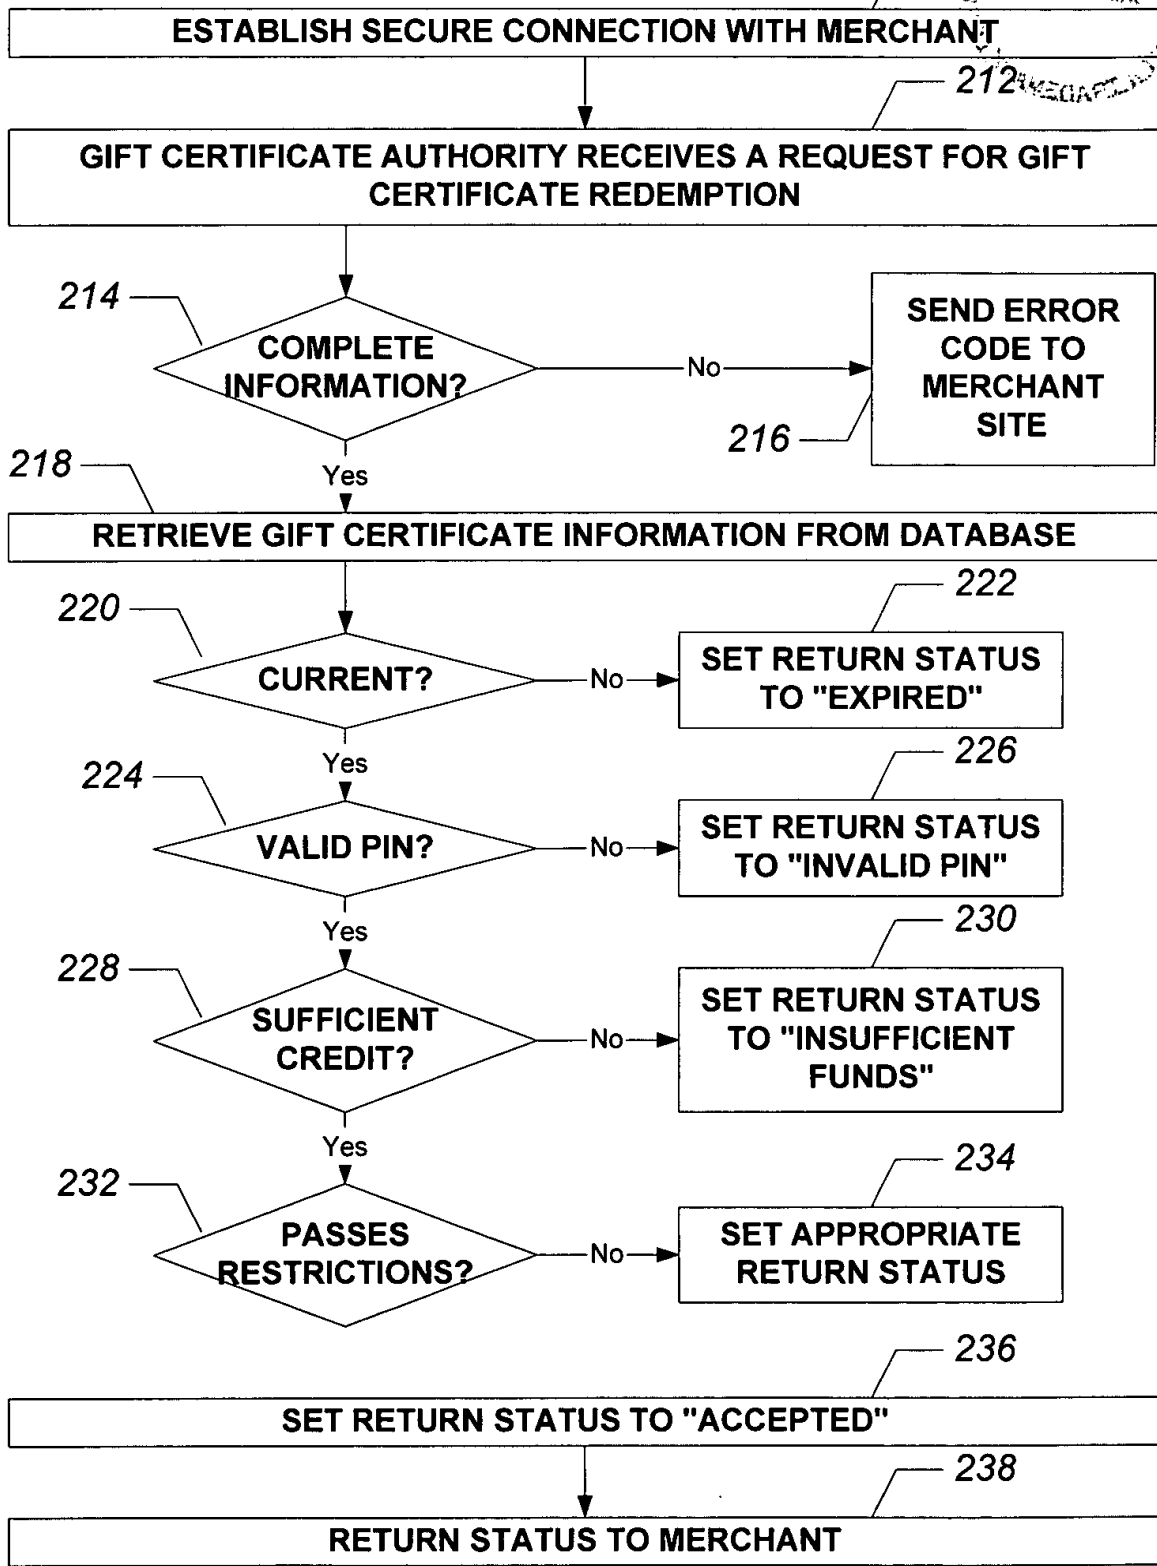 ESTABLISH SECURE CONNECTION WITH MERCHANT
212
GIFT CERTIFICATE AUTHORITY RECEIVES A REQUEST FOR GIFT
CERTIFICATE REDEMPTION
214
COMPLETE
INFORMATION?
No
SEND ERROR
CODE TO
MERCHANT
SITE
216
Yes
218
RETRIEVE GIFT CERTIFICATE INFORMATION FROM DATABASE
220
CURRENT?
No
222
SET RETURN STATUS
TO "EXPIRED"
Yes
224
VALID PIN?
No
226
SET RETURN STATUS
TO "INVALID PIN"
Yes
228
SUFFICIENT
CREDIT?
No
230
SET RETURN STATUS
TO "INSUFFICIENT
FUNDS"
Yes
232
PASSES
RESTRICTIONS?
No
234
SET APPROPRIATE
RETURN STATUS
236
SET RETURN STATUS TO "ACCEPTED"
238
RETURN STATUS TO MERCHANT